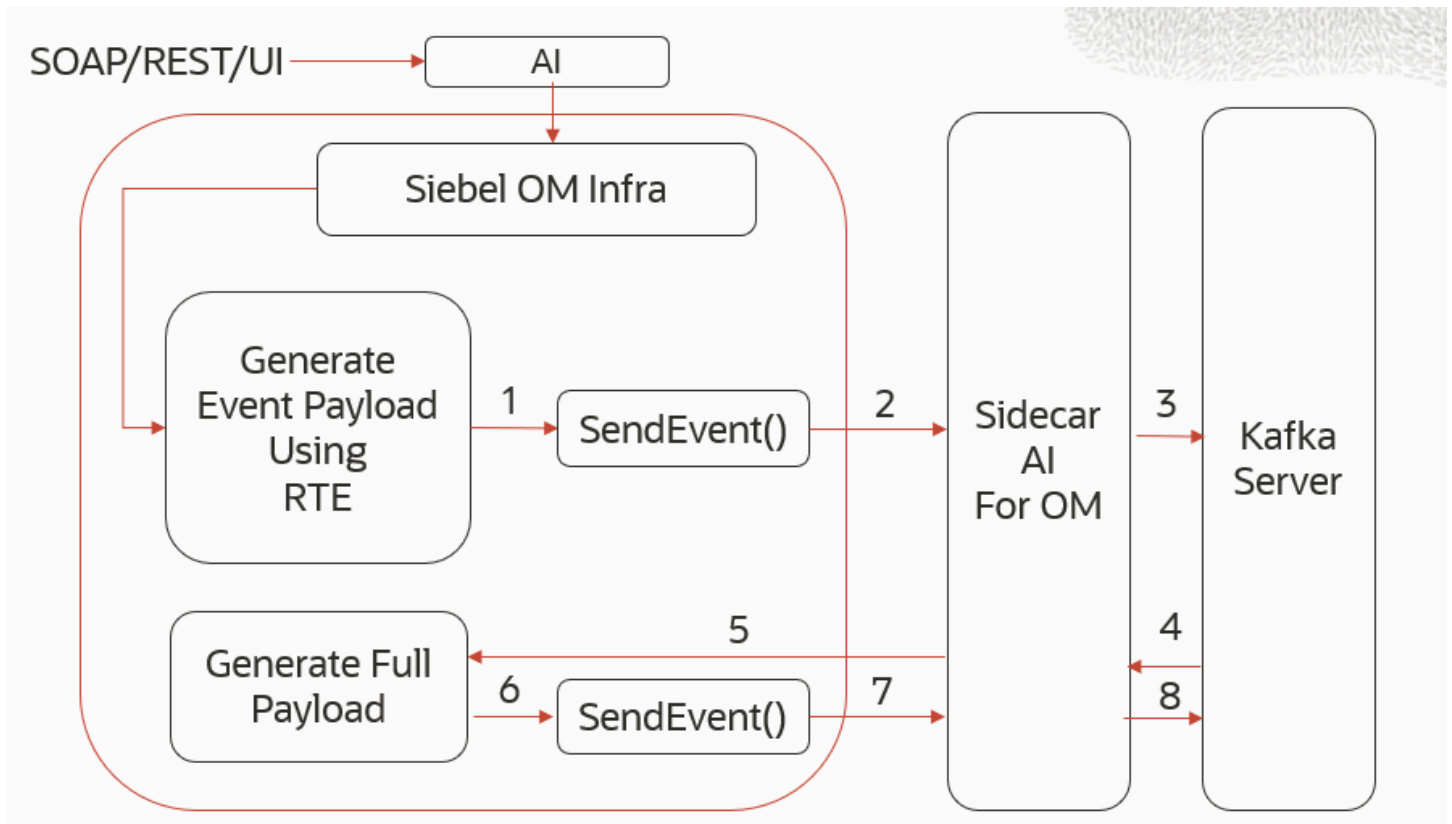 SOAP/REST/UI
AI
Siebel OM Infra
Generate
Event Payload
Using
RTE
1
SendEvent()
2
Sidecar
AI
For OM
3
Kafka
Server
Generate Full
Payload
5
4
6
SendEvent()
7
8